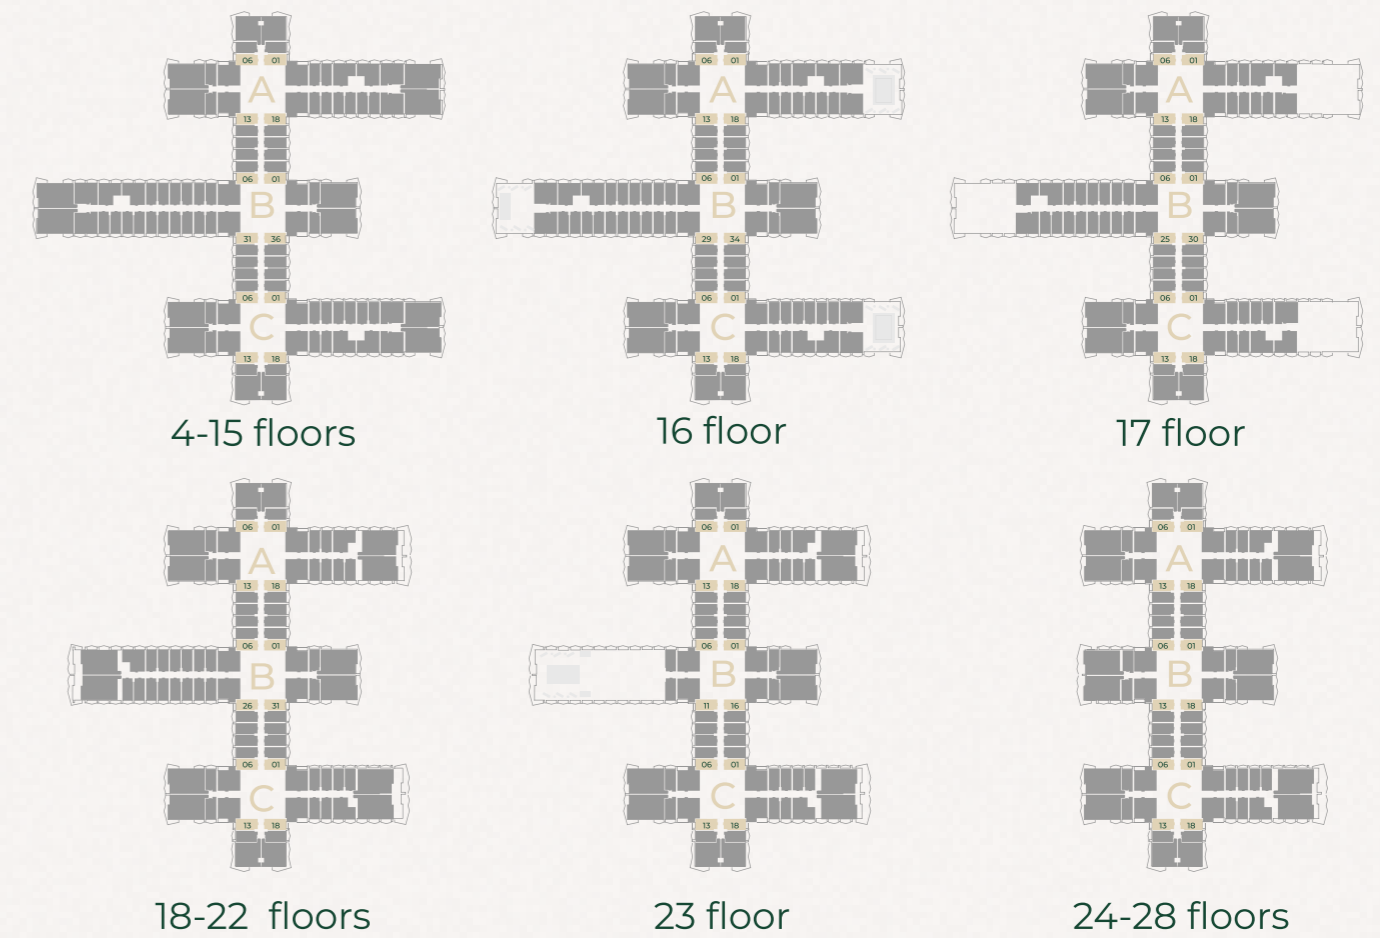 06 01 06 01 06 01
A A A
13 18 13 18 13 18
06 01 06 01 06 01
B B B
31 36 29 34 25 30
06 01 06 01 06 01
C C C
13 18 13 18 13 18
4-15 floors 16 floor 17 floor
06 01 06 01 06 01
A A A
13 18 13 18 13 18
06 01 06 01 06 01
B B B
26 31 11 16 13 18
06 01 06 01 06 01
C C C
13 18 13 18 13 18
18-22 floors 23 floor 24-28 floors